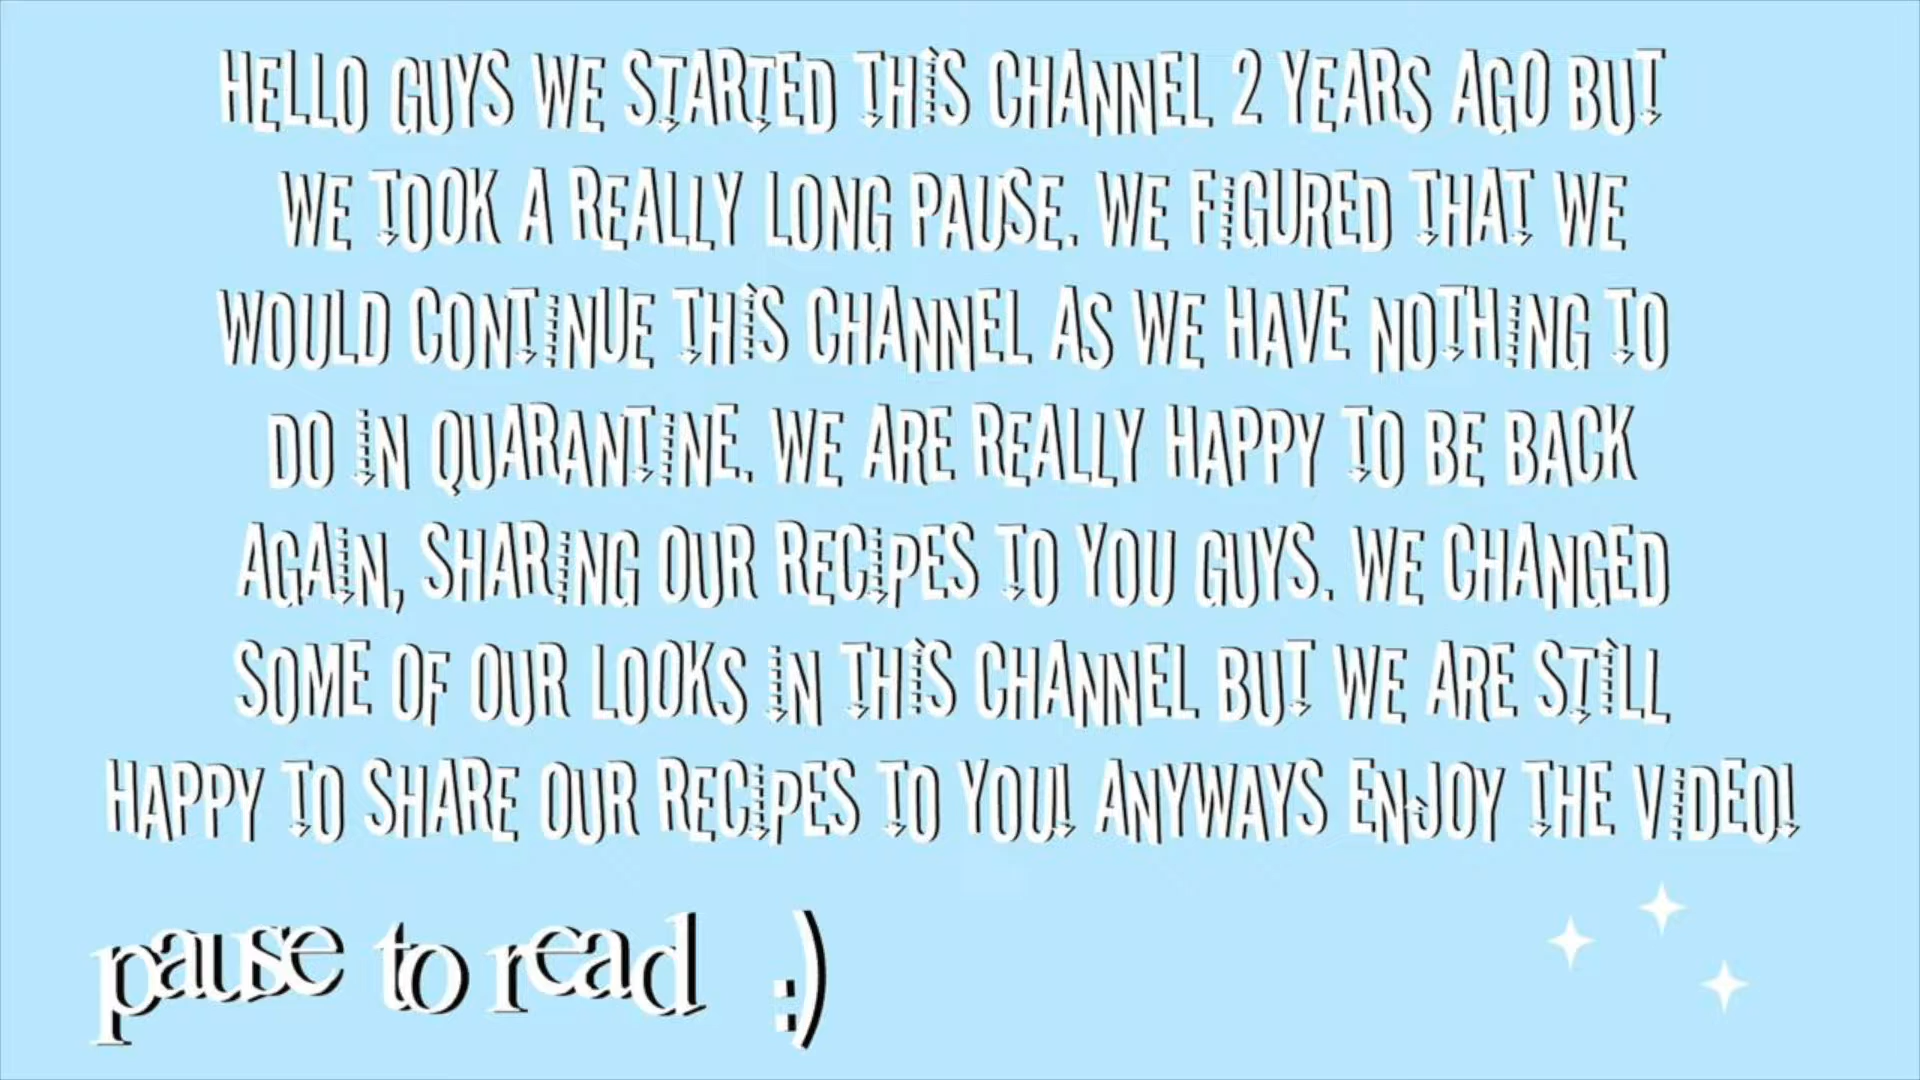 HELLO GUYS WE STARTED THIS CHANNEL 2 YEARS AGO BUT
WE TOOK A REALLY LONG PAUSE. WE FIGURED THAT WE
WOULD CONTINUE THIS CHANNEL AS WE HAVE NOTHING TO
DO IN QUARANTINE. WE ARE REALLY HAPPY TO BE BACK
AGAIN, SHARING OUR RECIPES TO YOU GUYS. WE CHANGED
SOME OF OUR LOOKS IN THIS CHANNEL BUT WE ARE STILL
HAPPY TO SHARE OUR RECIPES TO YOU! ANYWAYS ENJOY THE VIDEO!
pause to read :)